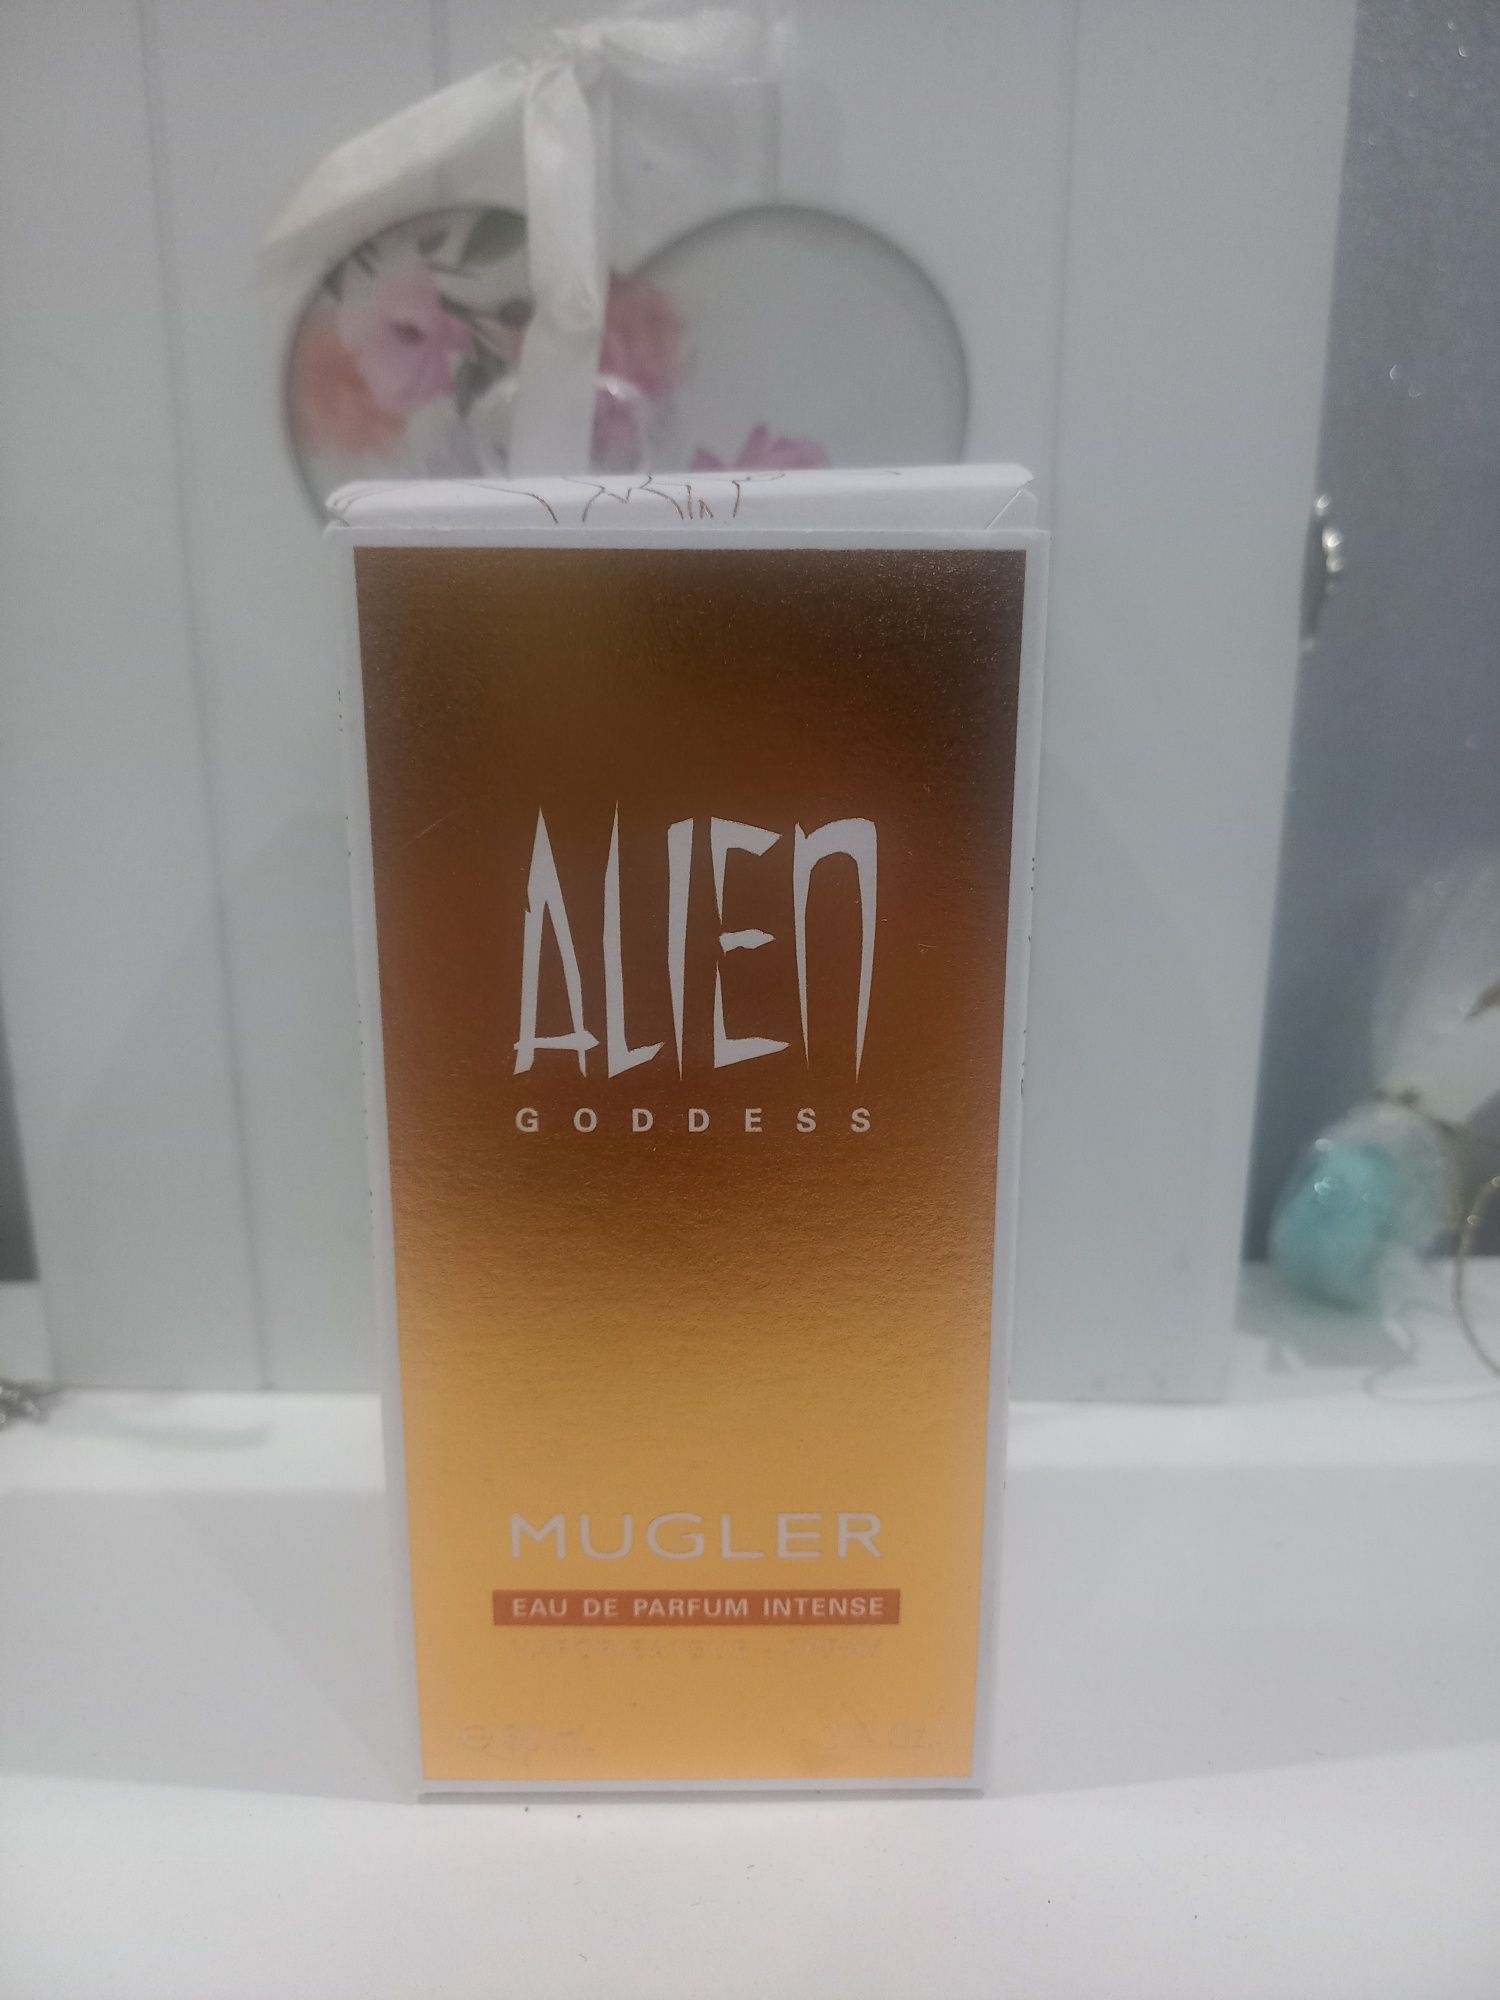 ALIEN
GODDESS
MUGLER
EAU DE PARFUM INTENSE